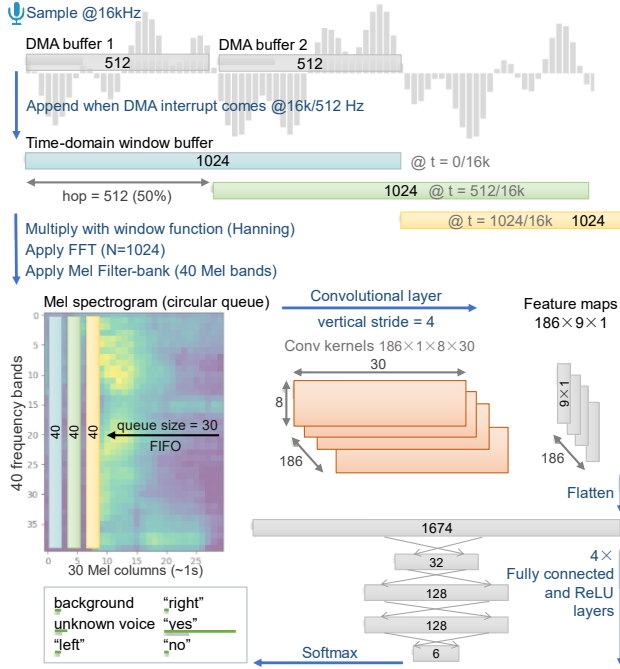 Sample @16kHz
DMA buffer 1
DMA buffer 2
512
512
Append when DMA interrupt comes @16k/512 Hz
Time-domain window buffer
1024
@ t = 0/16k
hop = 512 (50%)
1024 @ t = 512/16k
@ t = 1024/16k 1024
Multiply with window function (Hanning)
Apply FFT (N=1024)
Apply Mel Filter-bank (40 Mel bands)
Mel spectrogram (circular queue)
0
5
10
15
20
25
30
35
40 frequency bands
40
40
40
queue size = 30
FIFO
0
5
10
15
20
25
30 Mel columns (~1s)
Convolutional layer
vertical stride = 4
Conv kernels 186×1×8×30
30
8
186
Feature maps
186×9×1
9×1
186
Flatten
1674
32
128
128
6
4×
Fully connected
and ReLU
layers
Softmax
background
"right"
unknown voice
"yes"
"left"
"no"